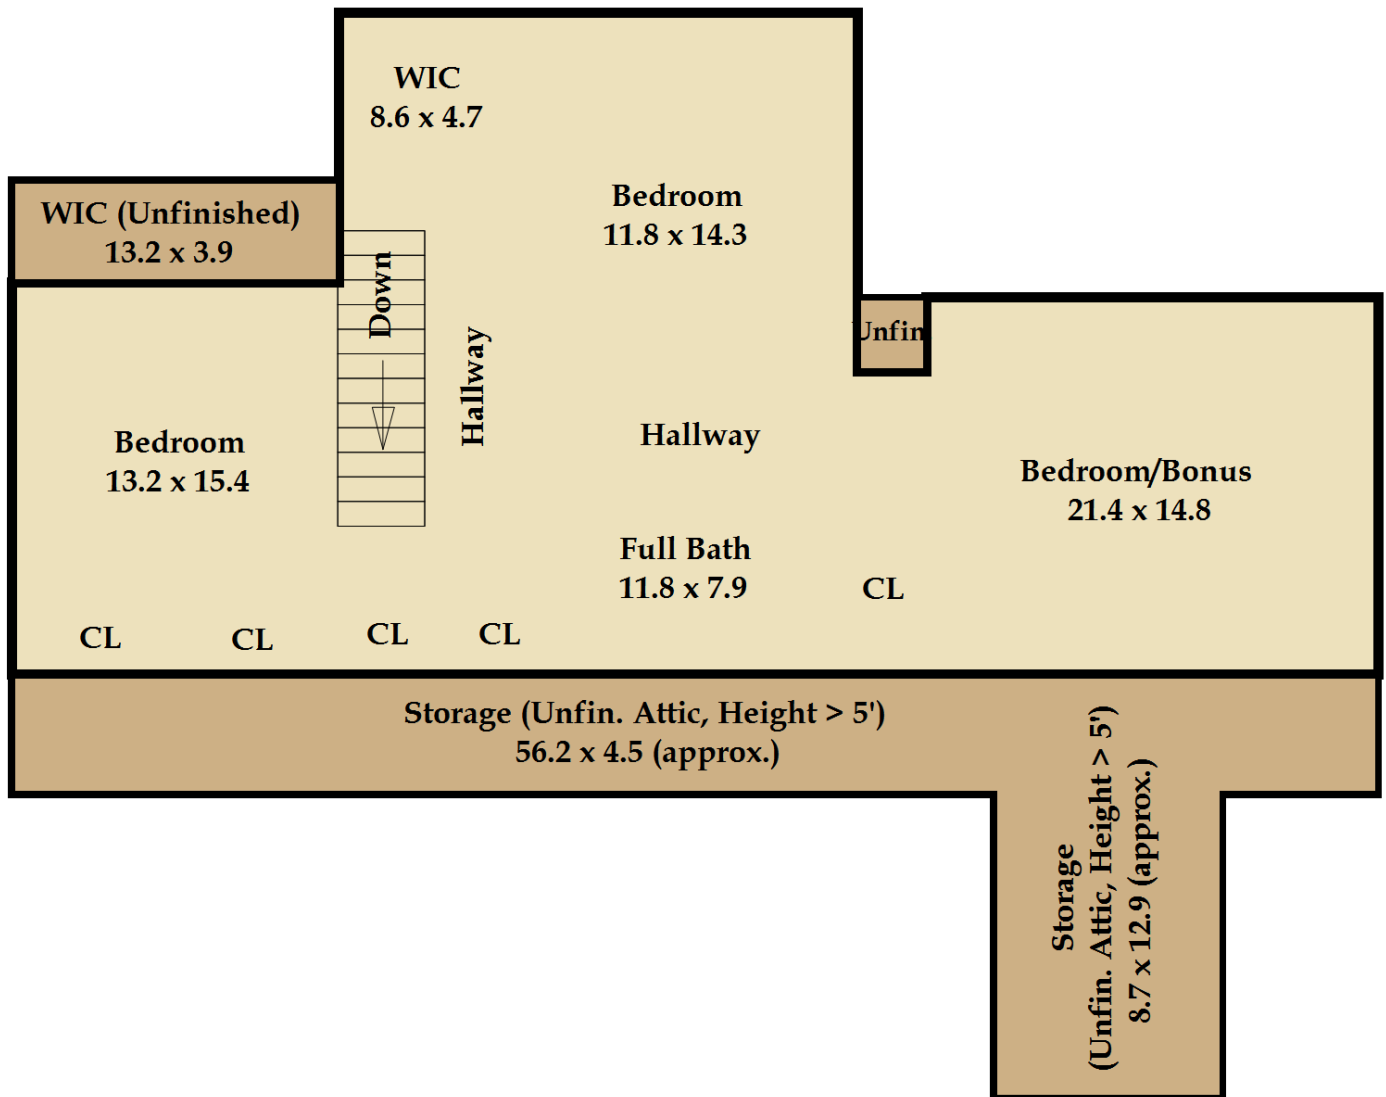 WIC
8.6 x 4.7
WIC (Unfinished)
13.2 x 3.9
Bedroom
11.8 x 14.3
Down
Hallway
Unfin
Hallway
Bedroom
13.2 x 15.4
Bedroom/Bonus
21.4 x 14.8
Full Bath
11.8 x 7.9
CL
CL
CL
CL
CL
Storage (Unfin. Attic, Height > 5')
56.2 x 4.5 (approx.)
Storage
(Unfin. Attic, Height > 5')
8.7 x 12.9 (approx.)